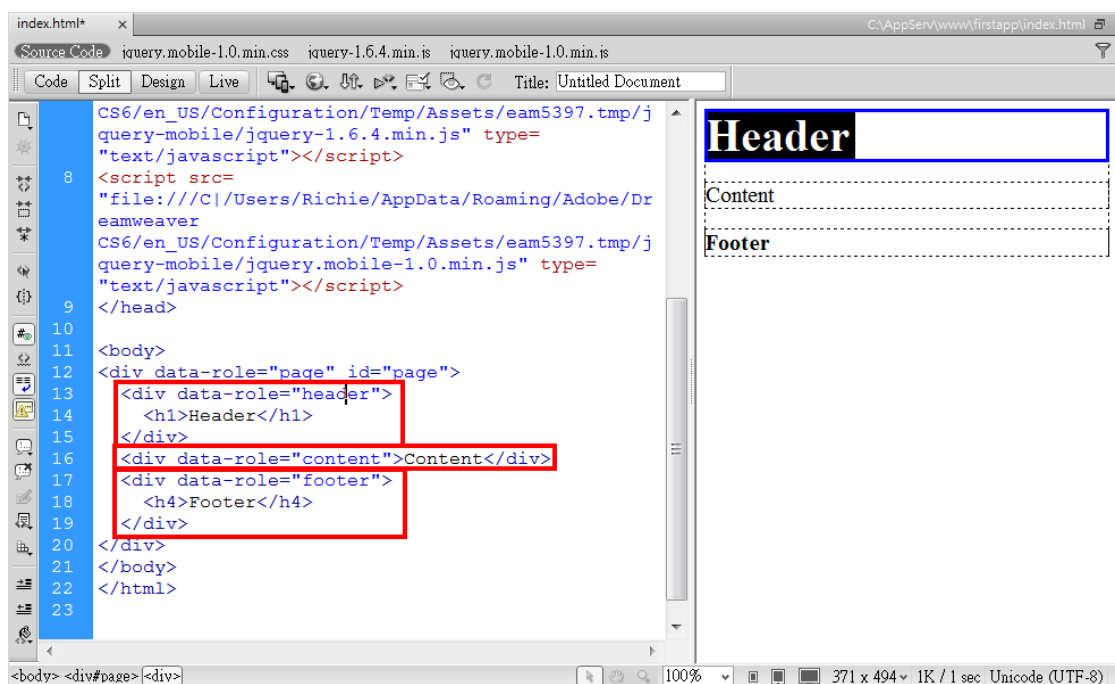 index.html* x C:\AppServ\www\firstapp\index.html
Source Code jquery.mobile-1.0.min.css jquery-1.6.4.min.js jquery.mobile-1.0.min.js
Code Split Design Live Title: Untitled Document
CS6/en_US/Configuration/Temp/Assets/eam5397.tmp/j
query-mobile/jquery-1.6.4.min.js" type=
"text/javascript"></script>
8 <script src=
"file:///C|/Users/Richie/AppData/Roaming/Adobe/Dr
eamweaver
CS6/en_US/Configuration/Temp/Assets/eam5397.tmp/j
query-mobile/jquery.mobile-1.0.min.js" type=
"text/javascript"></script>
9 </head>
10
11 <body>
12 <div data-role="page" id="page">
13 <div data-role="header">
14 <h1>Header</h1>
15 </div>
16 <div data-role="content">Content</div>
17 <div data-role="footer">
18 <h4>Footer</h4>
19 </div>
20 </div>
21 </body>
22 </html>
23
Header
Content
Footer
<body> <div#page> <div> 100% 371 x 494 1K / 1 sec Unicode (UTF-8)